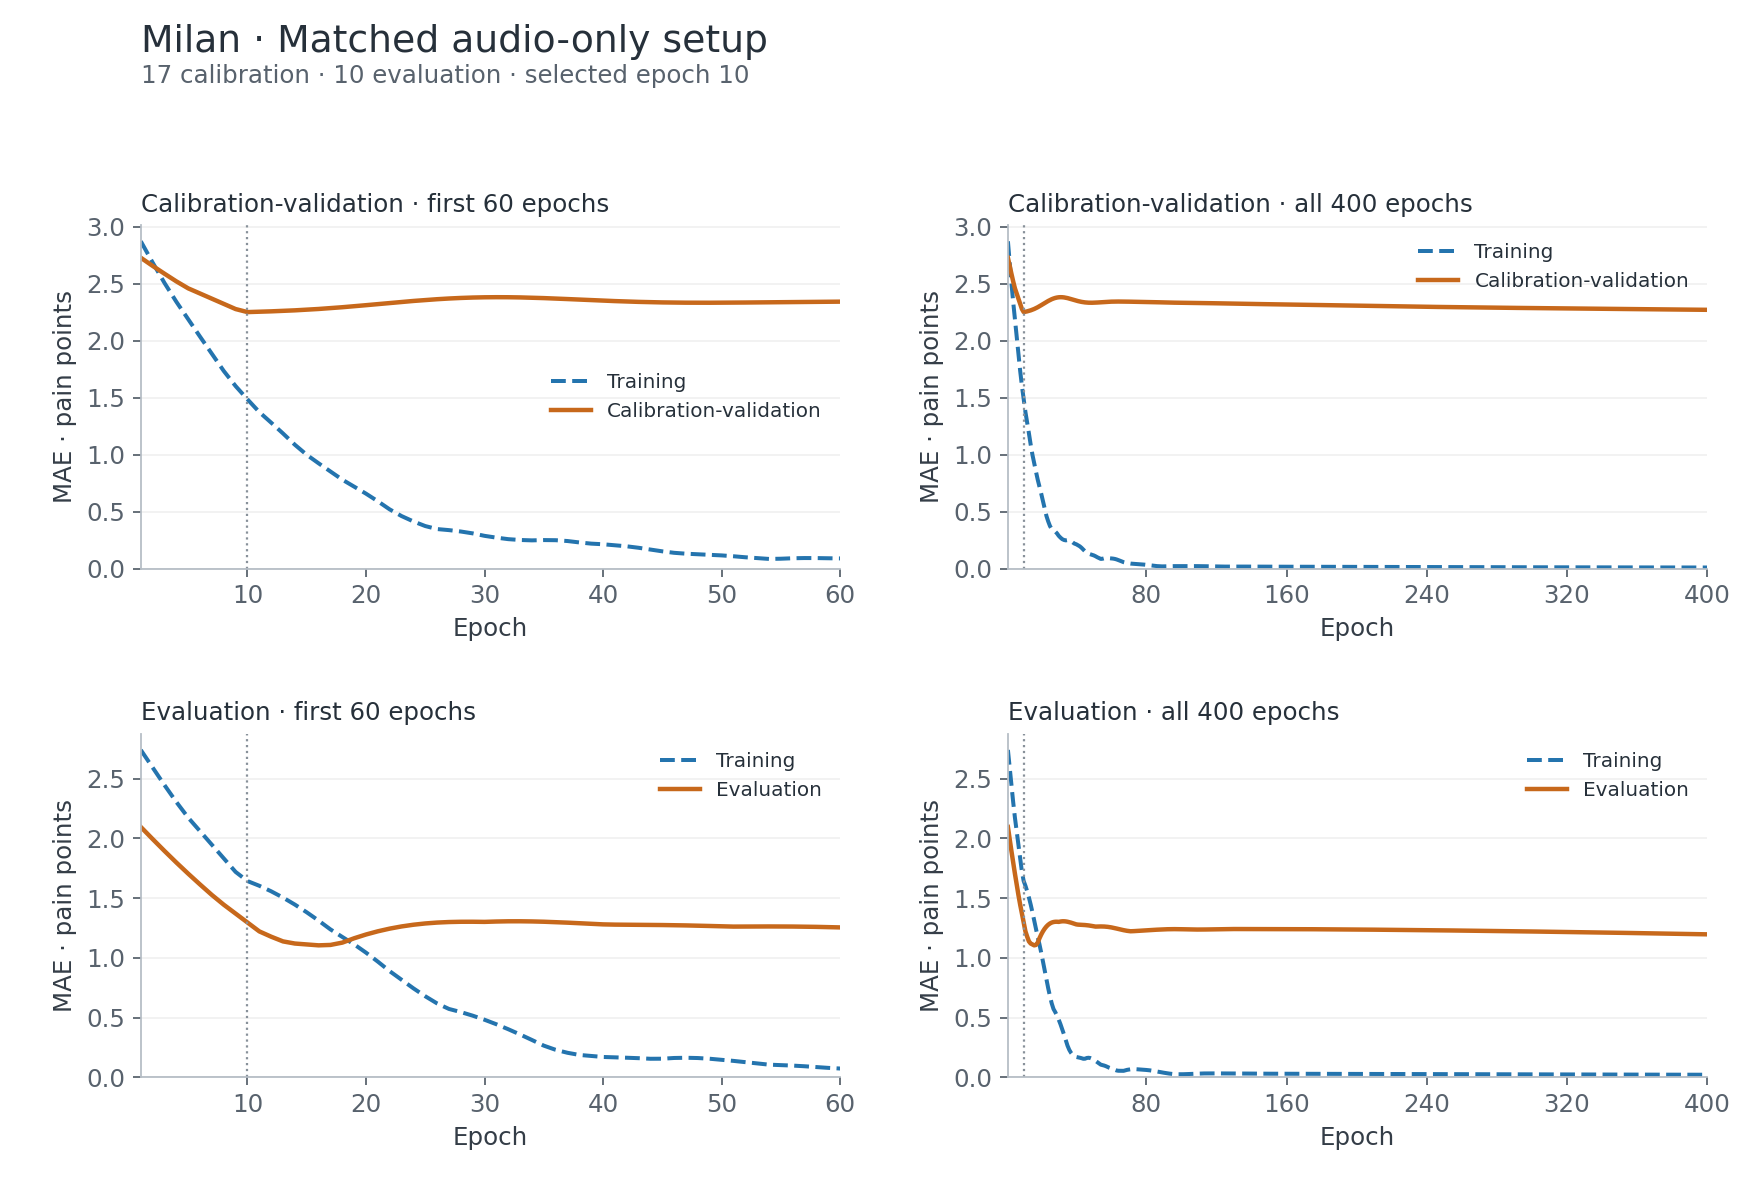 Milan · Matched audio-only setup
17 calibration · 10 evaluation · selected epoch 10
Calibration-validation · first 60 epochs
3.0
2.5
2.0
1.5
1.0
0.5
0.0
MAE · pain points
Training
Calibration-validation
10 20 30 40 50 60
Epoch
Calibration-validation · all 400 epochs
3.0
2.5
2.0
1.5
1.0
0.5
0.0
MAE · pain points
Training
Calibration-validation
80 160 240 320 400
Epoch
Evaluation · first 60 epochs
2.5
2.0
1.5
1.0
0.5
0.0
MAE · pain points
Training
Evaluation
10 20 30 40 50 60
Epoch
Evaluation · all 400 epochs
2.5
2.0
1.5
1.0
0.5
0.0
MAE · pain points
Training
Evaluation
80 160 240 320 400
Epoch